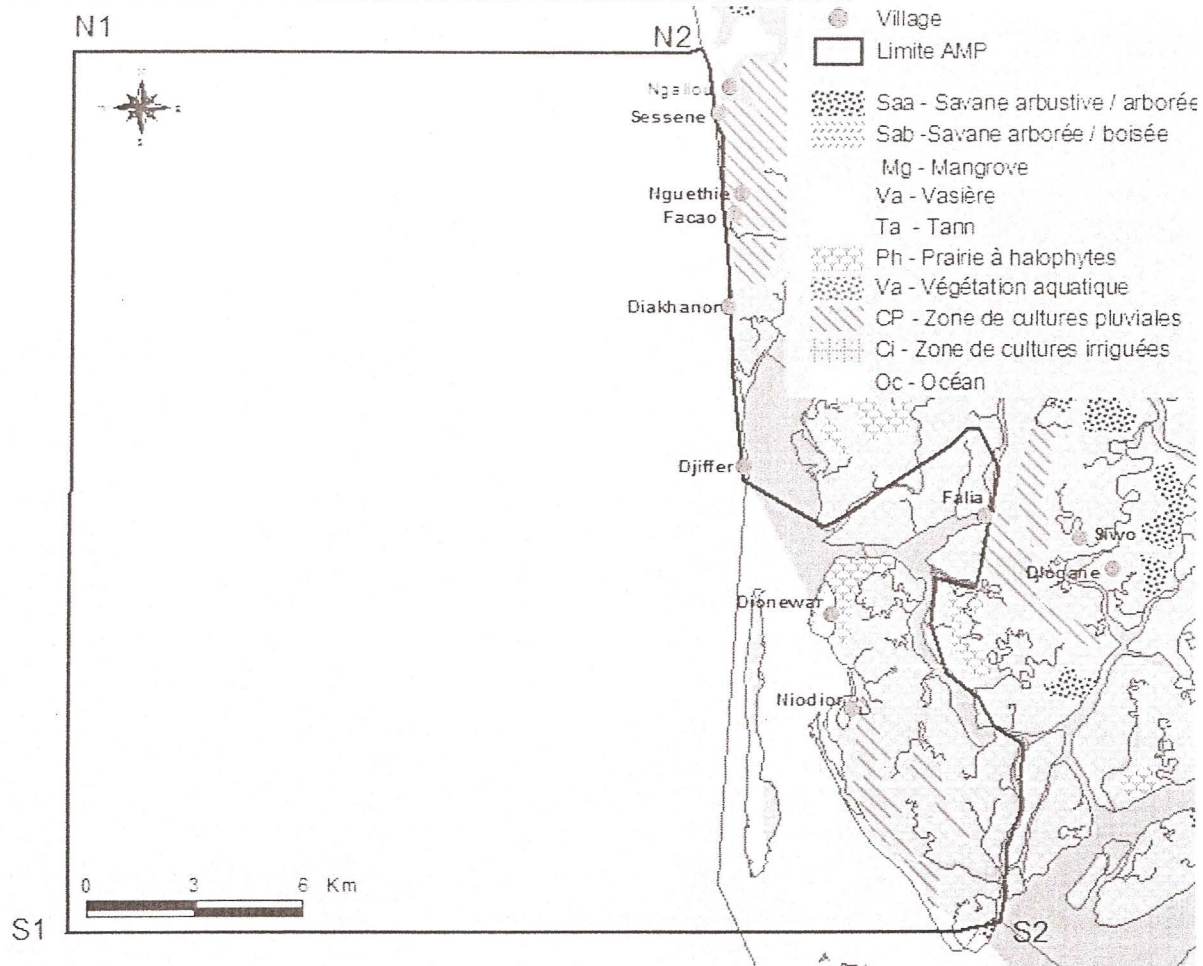 N1
N2
Village
Limite AMP
Ngallou
Sessene
Nguethie
Facao
Diakhanor
Djiffer
Falia
Siwo
Djogane
Dionewar
Niodior
Saa - Savane arbustive / arborée
Sab -Savane arborée / boisée
Mg - Mangrove
Va - Vasière
Ta - Tann
Ph - Prairie à halophytes
Va - Végétation aquatique
CP - Zone de cultures pluviales
Ci - Zone de cultures irriguées
Oc - Océan
0 3 6 Km
S1
S2